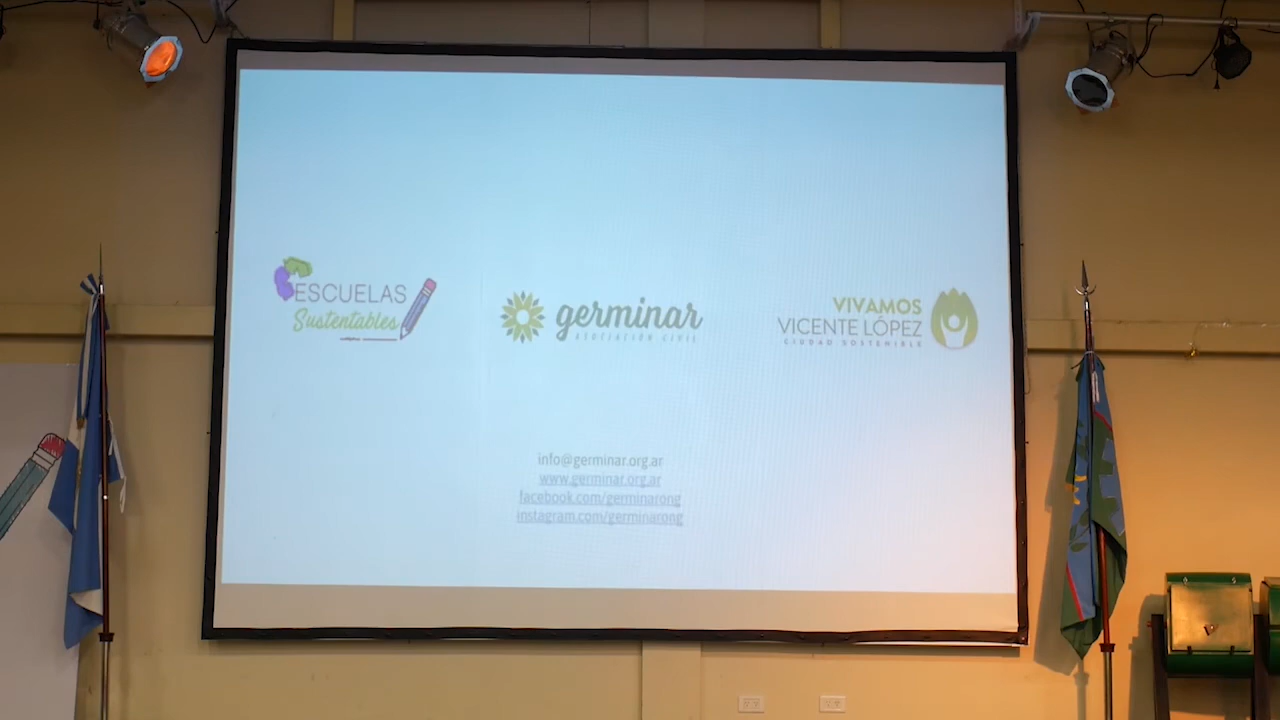 ESCUELAS
Sustentables
germinar
ASOCIACIÓN CIVIL
VIVAMOS
VICENTE LÓPEZ
CIUDAD SOSTENIBLE
info@germinar.org.ar
www.germinar.org.ar
facebook.com/germinarong
instagram.com/germinarong